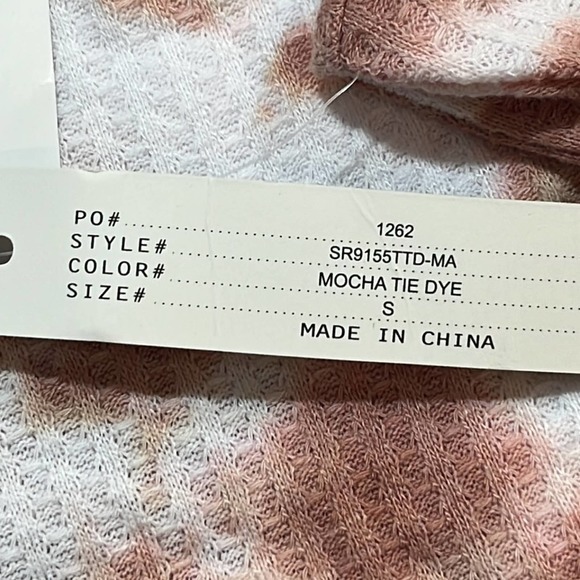 PO# 1262
STYLE# SR9155TTD-MA
COLOR# MOCHA TIE DYE
SIZE# S
MADE IN CHINA